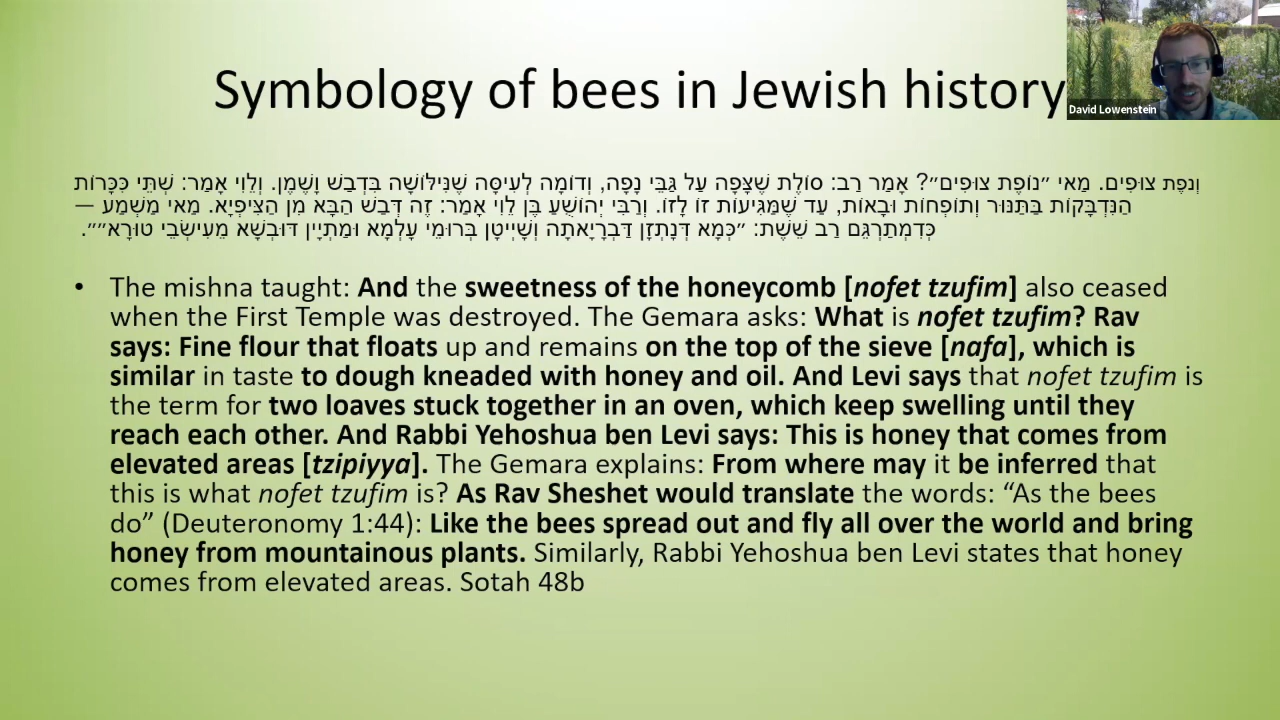 Symbology of bees in Jewish history
David Lowenstein
וְנֹפֶת צוּפִים. מַאי ״נוֹפֶת צוּפִים״? אָמַר רַב: סוֹלֶת שֶׁצָּפָה עַל גַּבֵּי נָפָה, וְדוֹמָה לְעִיסָּה שֶׁנִּילּוֹשָׁה בִּדְבַשׁ וָשֶׁמֶן. וְלֵוִי אָמַר: שְׁתֵּי כִּכָּרוֹת
הַנִּדְבָּקוֹת בַּתַּנּוּר וְתוֹפְחוֹת וּבָאוֹת, עַד שֶׁמַּגִּיעוֹת זוֹ לָזוֹ. וְרַבִּי יְהוֹשֻׁעַ בֶּן לֵוִי אָמַר: זֶה דְּבַשׁ הַבָּא מִן הַצִּיפִיָּא. מַאי מַשְׁמַע —
כְּדִמְתַרְגֵּם רַב שֵׁשֶׁת: ״כְּמָא דְּנָתְזָן דַּבְרָיָאתָה וְשָׁיְיטָן בְּרוּמֵי עָלְמָא וּמַתְיָין דּוּבְשָׁא מֵעִישְׂבֵי טוּרָא״״.
• The mishna taught: And the sweetness of the honeycomb [nofet tzufim] also ceased
when the First Temple was destroyed. The Gemara asks: What is nofet tzufim? Rav
says: Fine flour that floats up and remains on the top of the sieve [nafa], which is
similar in taste to dough kneaded with honey and oil. And Levi says that nofet tzufim is
the term for two loaves stuck together in an oven, which keep swelling until they
reach each other. And Rabbi Yehoshua ben Levi says: This is honey that comes from
elevated areas [tzipiyya]. The Gemara explains: From where may it be inferred that
this is what nofet tzufim is? As Rav Sheshet would translate the words: “As the bees
do” (Deuteronomy 1:44): Like the bees spread out and fly all over the world and bring
honey from mountainous plants. Similarly, Rabbi Yehoshua ben Levi states that honey
comes from elevated areas. Sotah 48b